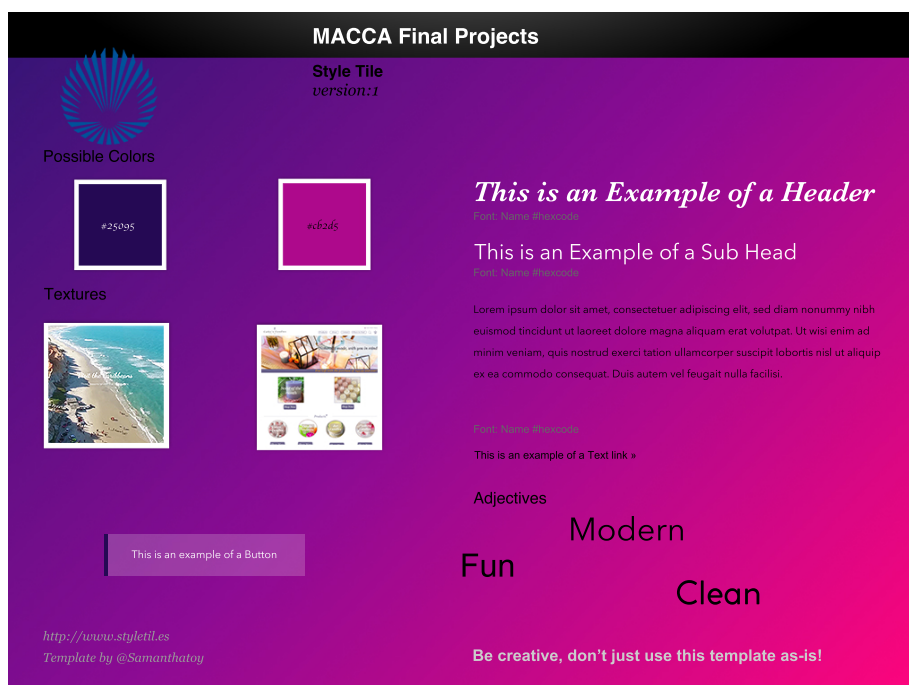 MACCA Final Projects
Style Tile
version:1
Possible Colors
#25095
#cb2d5
Textures
This is an example of a Button
http://www.styletil.es
Template by @Samanthatoy
This is an Example of a Header
Font: Name #hexcode
This is an Example of a Sub Head
Font: Name #hexcode
Lorem ipsum dolor sit amet, consectetuer adipiscing elit, sed diam nonummy nibh
euismod tincidunt ut laoreet dolore magna aliquam erat volutpat. Ut wisi enim ad
minim veniam, quis nostrud exerci tation ullamcorper suscipit lobortis nisl ut aliquip
ex ea commodo consequat. Duis autem vel feugait nulla facilisi.
Font: Name #hexcode
This is an example of a Text link »
Adjectives
Modern
Fun
Clean
Be creative, don’t just use this template as-is!